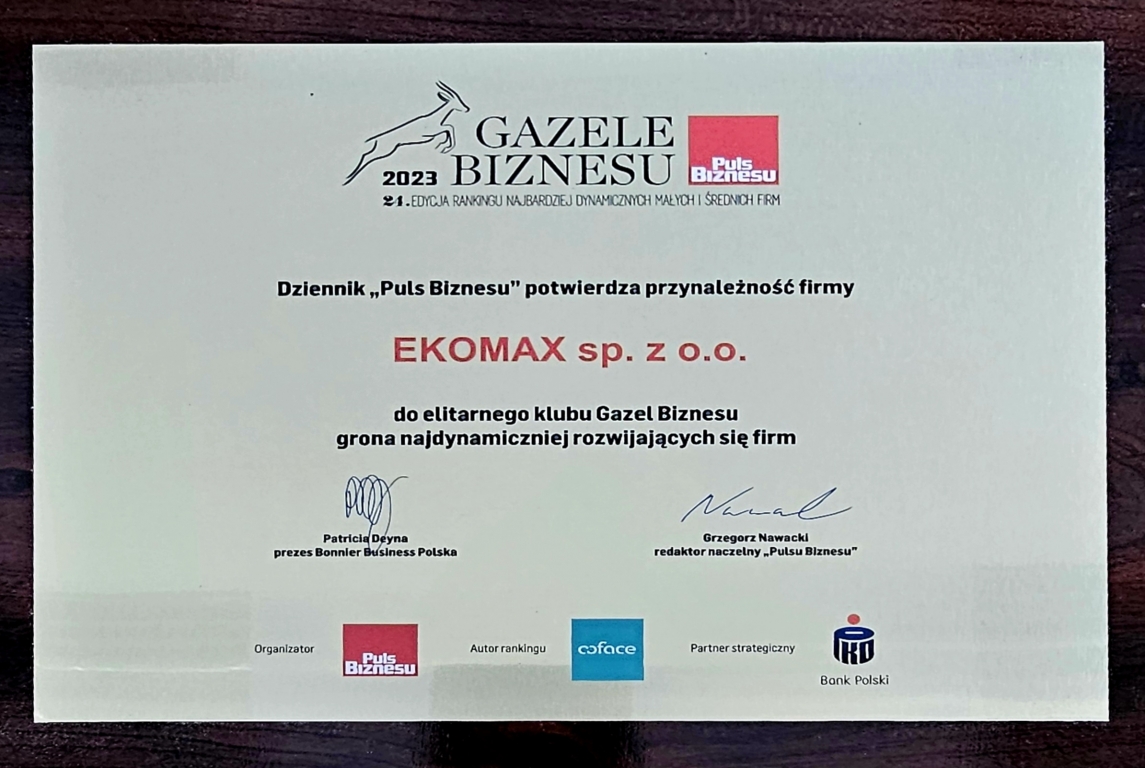 GAZELE
2023 BIZNESU
Puls
Biznesu
24. EDYCJA RANKINGU NAJBARDZIEJ DYNAMICZNYCH MAŁYCH I ŚREDNICH FIRM
Dziennik „Puls Biznesu” potwierdza przynależność firmy
EKOMAX sp. z o.o.
do elitarnego klubu Gazel Biznesu
grona najdynamiczniej rozwijających się firm
Nawacki
Patricia Deyna
prezes Bonnier Business Polska
Grzegorz Nawacki
redaktor naczelny „Pulsu Biznesu”
Organizator
Puls
Biznesu
Autor rankingu
coface
Partner strategiczny
PKO
Bank Polski